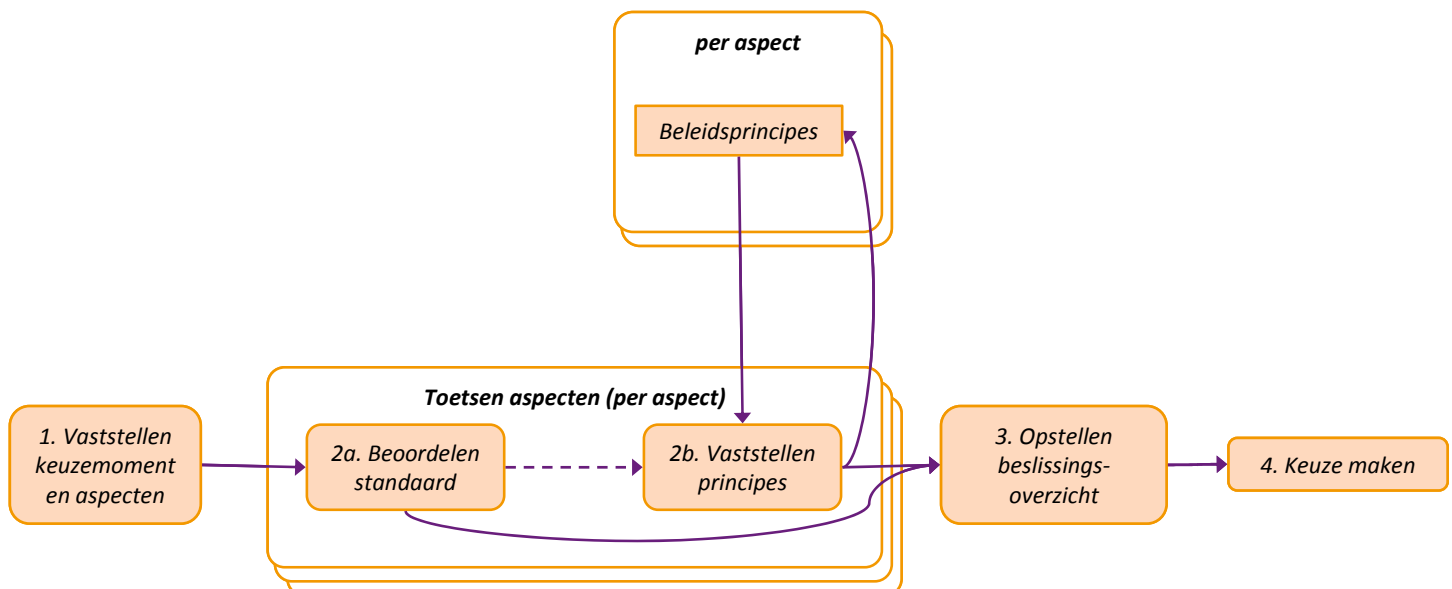 per aspect
Beleidsprincipes
Toetsen aspecten (per aspect)
1. Vaststellen
keuzemoment
en aspecten
2a. Beoordelen
standaard
2b. Vaststellen
principes
3. Opstellen
beslissings-
overzicht
4. Keuze maken